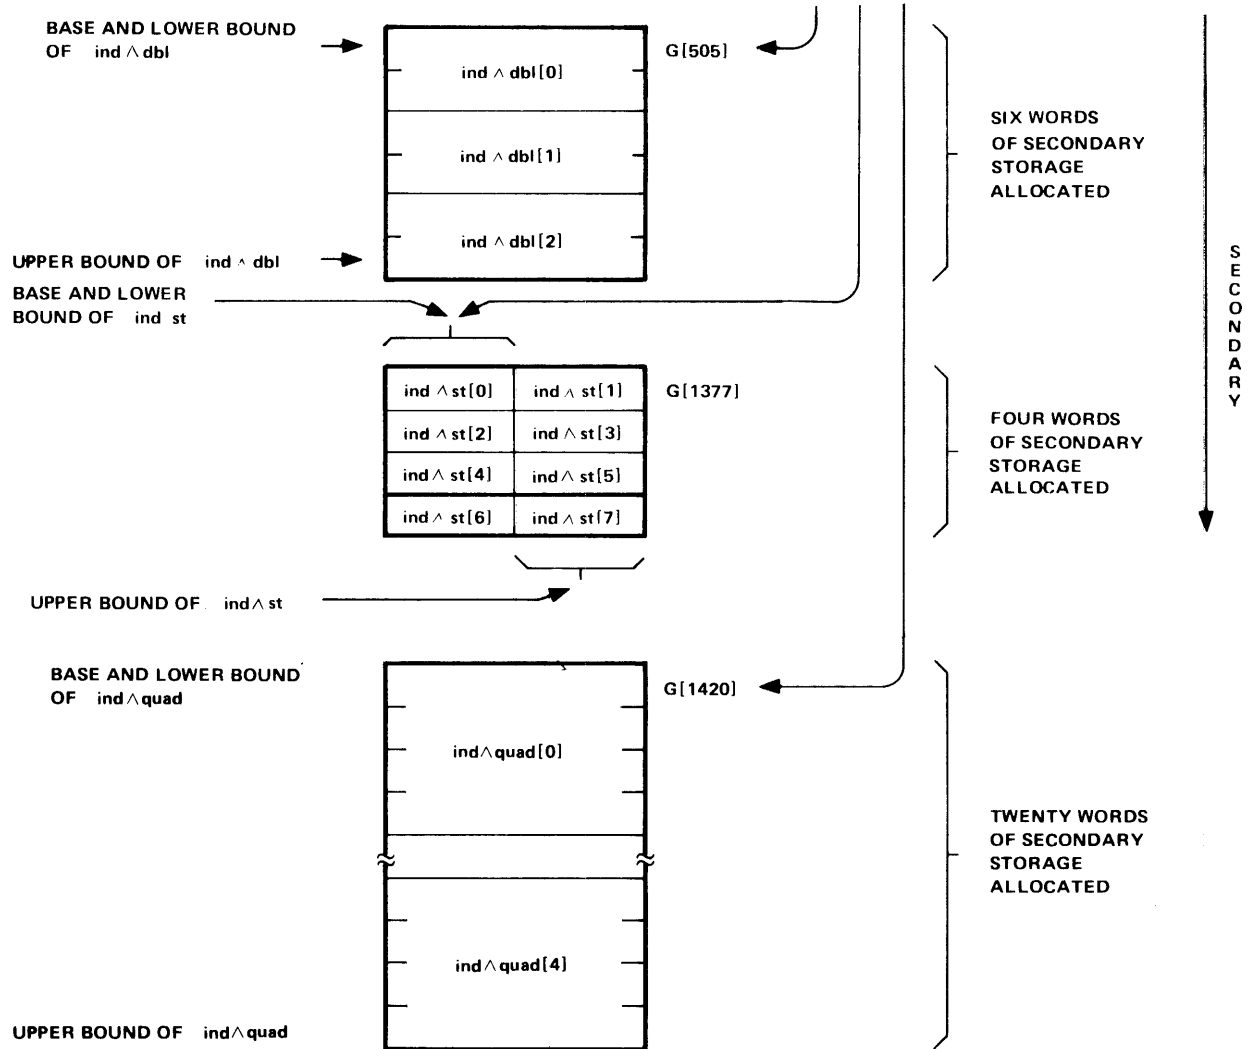 BASE AND LOWER BOUND
OF ind ∧ dbl
ind ∧ dbl[0]
G[505]
ind ∧ dbl[1]
ind ∧ dbl[2]
UPPER BOUND OF ind ∧ dbl
SIX WORDS
OF SECONDARY
STORAGE
ALLOCATED
BASE AND LOWER
BOUND OF ind st
ind ∧ st[0] ind ∧ st[1]
G[1377]
ind ∧ st[2] ind ∧ st[3]
ind ∧ st[4] ind ∧ st[5]
ind ∧ st[6] ind ∧ st[7]
UPPER BOUND OF ind ∧ st
FOUR WORDS
OF SECONDARY
STORAGE
ALLOCATED
SECONDARY
BASE AND LOWER BOUND
OF ind ∧ quad
G[1420]
ind ∧ quad[0]
ind ∧ quad[4]
UPPER BOUND OF ind ∧ quad
TWENTY WORDS
OF SECONDARY
STORAGE
ALLOCATED